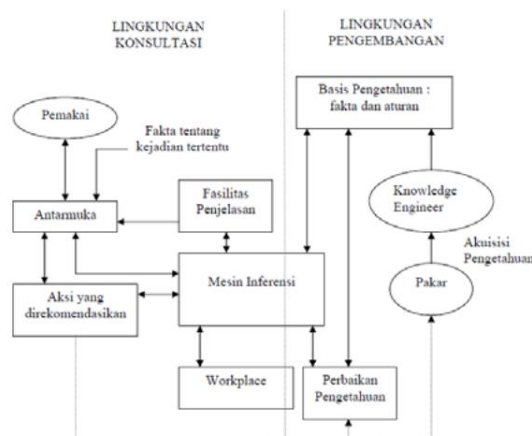 LINGKUNGAN
KONSULTASI
LINGKUNGAN
PENGEMBANGAN
Pemakai
Fakta tentang
kejadian tertentu
Basis Pengetahuan :
fakta dan aturan
Fasilitas
Penjelasan
Knowledge
Engineer
Antarmuka
Akuisisi
Pengetahuan
Mesin Inferensi
Pakar
Aksi yang
direkomendasikan
Workplace
Perbaikan
Pengetahuan